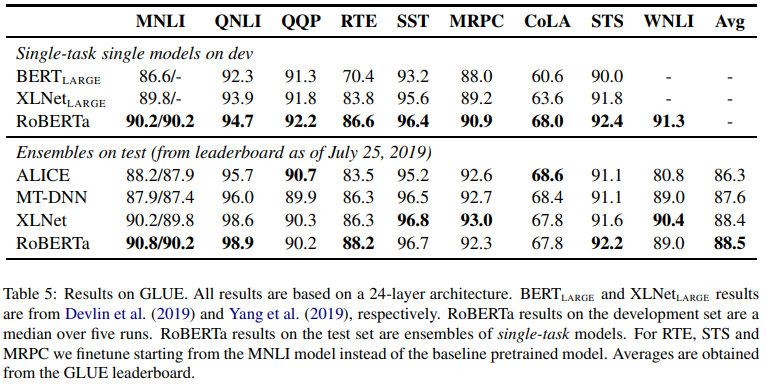 MNLI QNLI QQP RTE SST MRPC CoLA STS WNLI Avg
Single-task single models on dev
BERTLARGE 86.6/- 92.3 91.3 70.4 93.2 88.0 60.6 90.0 - -
XLNetLARGE 89.8/- 93.9 91.8 83.8 95.6 89.2 63.6 91.8 - -
RoBERTa 90.2/90.2 94.7 92.2 86.6 96.4 90.9 68.0 92.4 91.3 -
Ensembles on test (from leaderboard as of July 25, 2019)
ALICE 88.2/87.9 95.7 90.7 83.5 95.2 92.6 68.6 91.1 80.8 86.3
MT-DNN 87.9/87.4 96.0 89.9 86.3 96.5 92.7 68.4 91.1 89.0 87.6
XLNet 90.2/89.8 98.6 90.3 86.3 96.8 93.0 67.8 91.6 90.4 88.4
RoBERTa 90.8/90.2 98.9 90.2 88.2 96.7 92.3 67.8 92.2 89.0 88.5
Table 5: Results on GLUE. All results are based on a 24-layer architecture. BERTLARGE and XLNetLARGE results
are from Devlin et al. (2019) and Yang et al. (2019), respectively. RoBERTa results on the development set are a
median over five runs. RoBERTa results on the test set are ensembles of single-task models. For RTE, STS and
MRPC we finetune starting from the MNLI model instead of the baseline pretrained model. Averages are obtained
from the GLUE leaderboard.